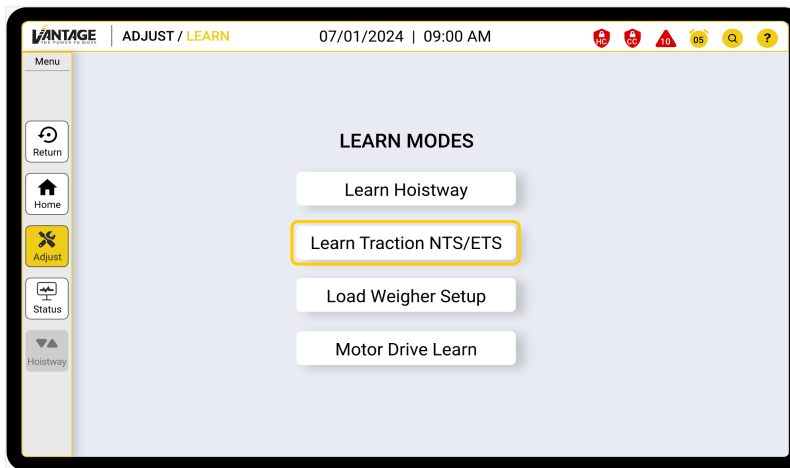 VANTAGE
THE POWER TO MOVE
ADJUST / LEARN
07/01/2024 | 09:00 AM
HC
CC
10
05
?
Menu
Return
Home
Adjust
Status
Hoistway
LEARN MODES
Learn Hoistway
Learn Traction NTS/ETS
Load Weigher Setup
Motor Drive Learn